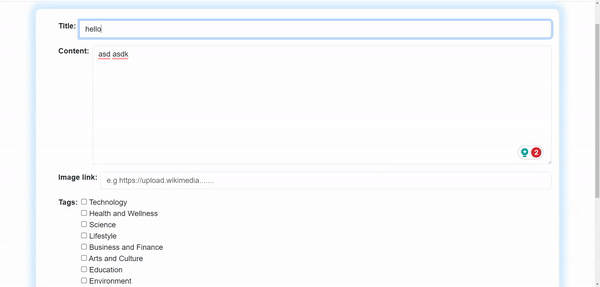 Title: hello
Content: asd asdk
2
Image link: e.g https://upload.wikimedia.......
Tags: Technology
Health and Wellness
Science
Lifestyle
Business and Finance
Arts and Culture
Education
Environment